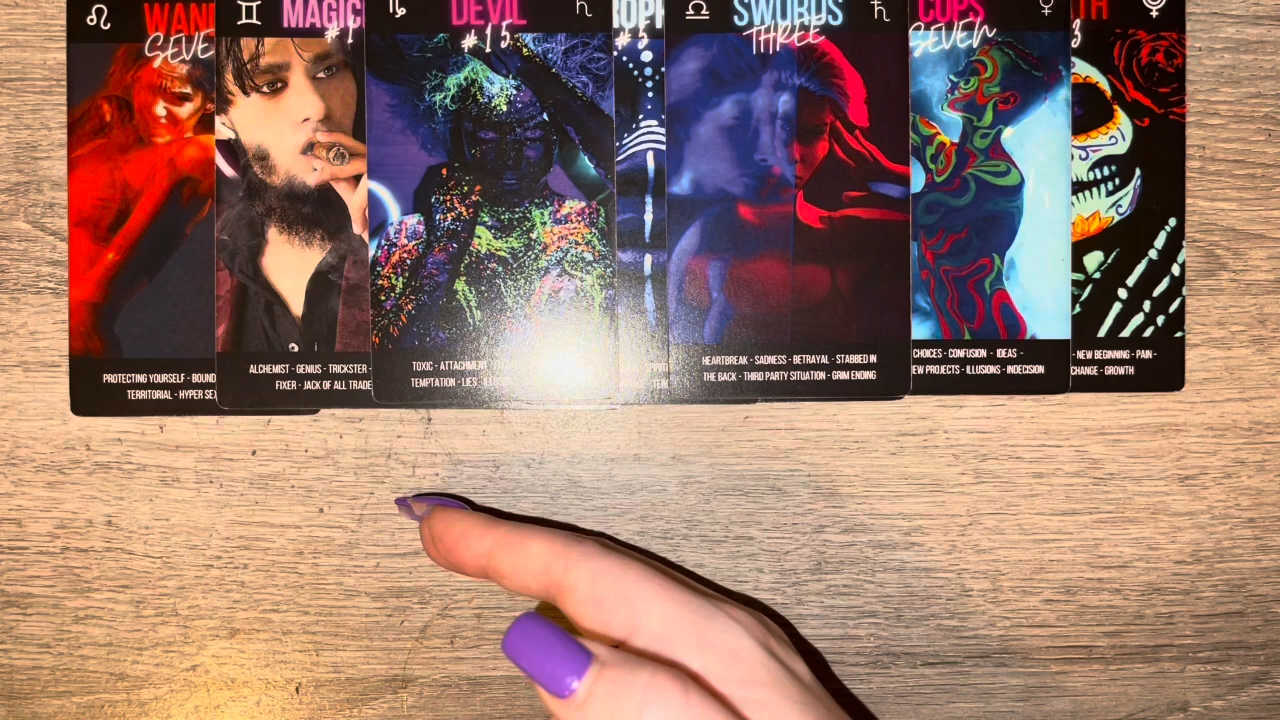 WAN
SEVE
PROTECTING YOURSELF - BOUND
TERRITORIAL - HYPER SE
MAGIC
#1
ALCHEMIST - GENIUS - TRICKSTER -
FIXER - JACK OF ALL TRADE
DEVIL
#15
TOXIC - ATTACHMENT
TEMPTATION - LIES
ROPH
#5
SWORDS
THREE
HEARTBREAK - SADNESS - BETRAYAL - STABBED IN
THE BACK - THIRD PARTY SITUATION - GRIM ENDING
CUPS
SEVEN
CHOICES - CONFUSION - IDEAS -
EW PROJECTS - ILLUSIONS - INDECISION
TH
3
- NEW BEGINNING - PAIN -
CHANGE - GROWTH